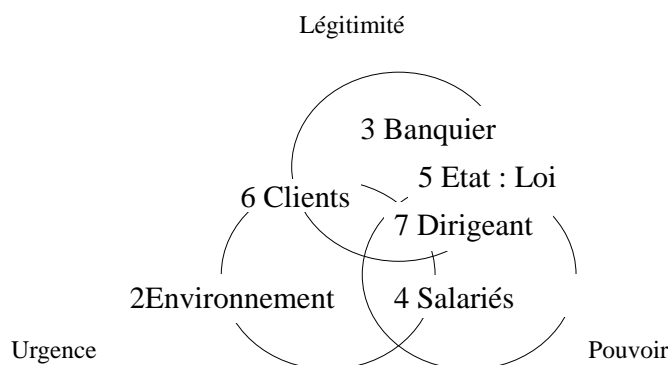 Légitimité
3 Banquier
5 Etat : Loi
6 Clients
7 Dirigeant
2Environnement
4 Salariés
Urgence
Pouvoir